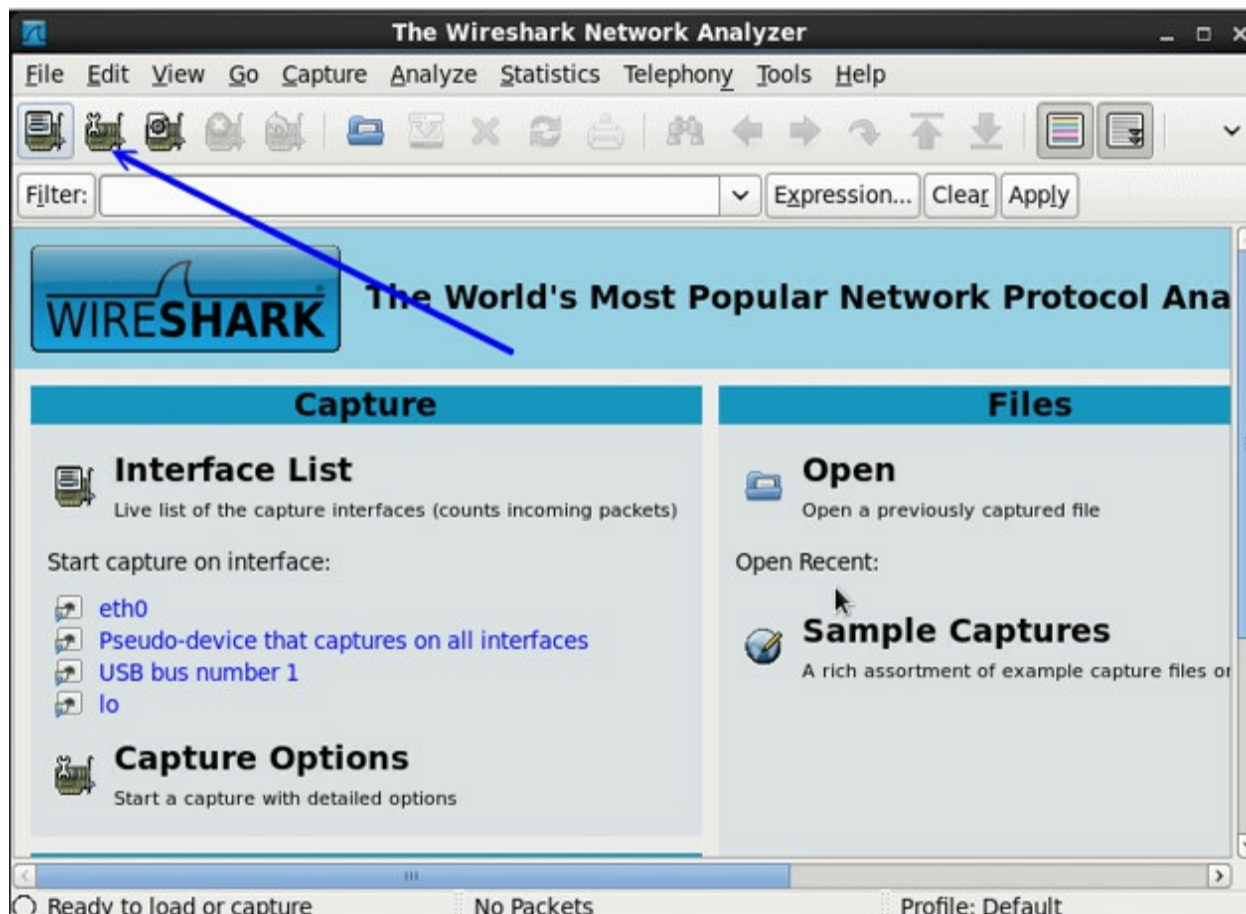 The Wireshark Network Analyzer
File Edit View Go Capture Analyze Statistics Telephony Tools Help
Filter: Expression... Clear Apply
WIRESHARK® The World's Most Popular Network Protocol Ana
Capture
Interface List
Live list of the capture interfaces (counts incoming packets)
Start capture on interface:
eth0
Pseudo-device that captures on all interfaces
USB bus number 1
lo
Capture Options
Start a capture with detailed options
Files
Open
Open a previously captured file
Open Recent:
Sample Captures
A rich assortment of example capture files or
Ready to load or capture No Packets Profile: Default